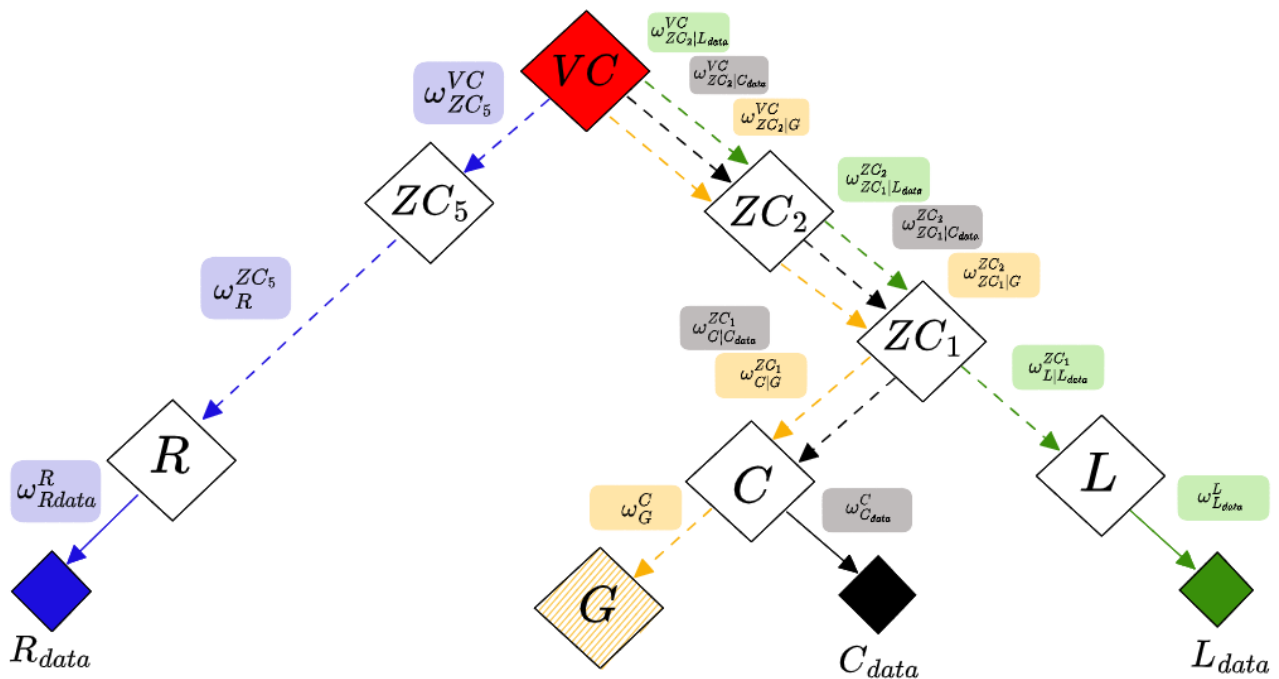 VC
ω^{VC}_{ZC_5}
ω^{VC}_{ZC_2|L_{data}}
ω^{VC}_{ZC_2|C_{data}}
ω^{VC}_{ZC_2|G}
ZC_5
ZC_2
ω^{ZC_2}_{ZC_1|L_{data}}
ω^{ZC_2}_{ZC_1|C_{data}}
ω^{ZC_2}_{ZC_1|G}
ω^{ZC_5}_{R}
ZC_1
ω^{ZC_1}_{C|C_{data}}
ω^{ZC_1}_{C|G}
ω^{ZC_1}_{L|L_{data}}
R
C
L
ω^{R}_{Rdata}
ω^{C}_{G}
ω^{C}_{C_{data}}
ω^{L}_{L_{data}}
G
R_{data}
C_{data}
L_{data}